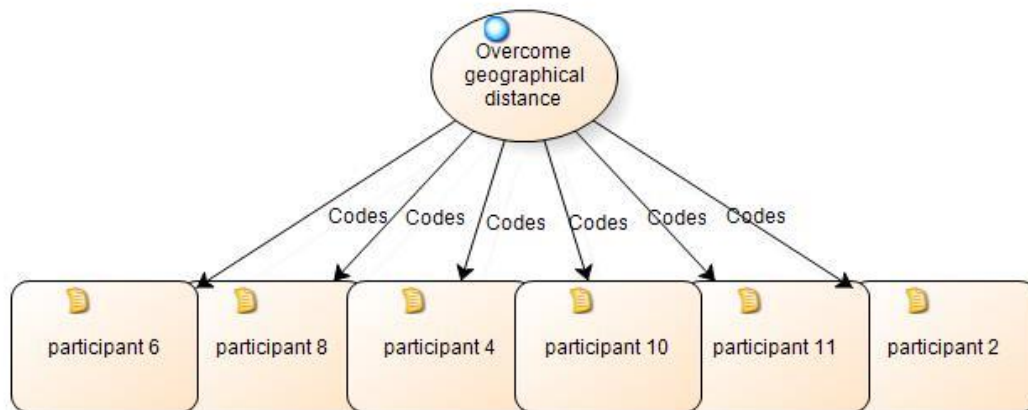 Overcome
geographical
distance
Codes Codes Codes Codes Codes Codes
participant 6 participant 8 participant 4 participant 10 participant 11 participant 2